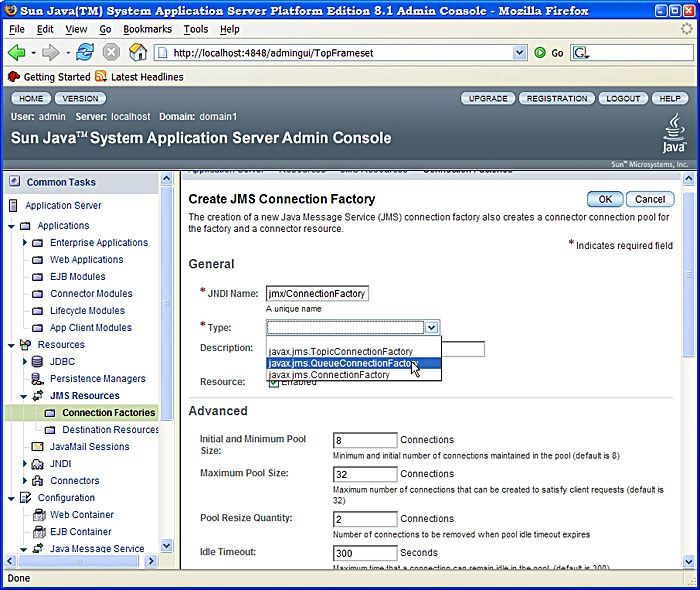 Sun Java(TM) System Application Server Platform Edition 8.1 Admin Console - Mozilla Firefox
File Edit View Go Bookmarks Tools Help
http://localhost:4848/admingui/TopFrameset Go G
Getting Started Latest Headlines
HOME VERSION UPGRADE REGISTRATION LOGOUT HELP
User: admin Server: localhost Domain: domain1
Sun Java™ System Application Server Admin Console
Java™
Sun™ Microsystems, Inc.
Common Tasks
Application Server
Applications
Enterprise Applications
Web Applications
EJB Modules
Connector Modules
Lifecycle Modules
App Client Modules
Resources
JDBC
Persistence Managers
JMS Resources
Connection Factories
Destination Resources
JavaMail Sessions
JNDI
Connectors
Configuration
Web Container
EJB Container
Java Message Service
Application Server Resources JMS Resources Connection Factories
Create JMS Connection Factory
OK Cancel
The creation of a new Java Message Service (JMS) connection factory also creates a connector connection pool for
the factory and a connector resource.
* Indicates required field
General
* JNDI Name: jmx/ConnectionFactory
A unique name
* Type:
javax.jms.TopicConnectionFactory
javax.jms.QueueConnectionFactory
javax.jms.ConnectionFactory
Description:
Resource: Enabled
Advanced
Initial and Minimum Pool
Size: 8 Connections
Minimum and initial number of connections maintained in the pool (default is 8)
Maximum Pool Size: 32 Connections
Maximum number of connections that can be created to satisfy client requests (default is
32)
Pool Resize Quantity: 2 Connections
Number of connections to be removed when pool idle timeout expires
Idle Timeout: 300 Seconds
Maximum time that a connection can remain idle in the pool (default is 300)
Done